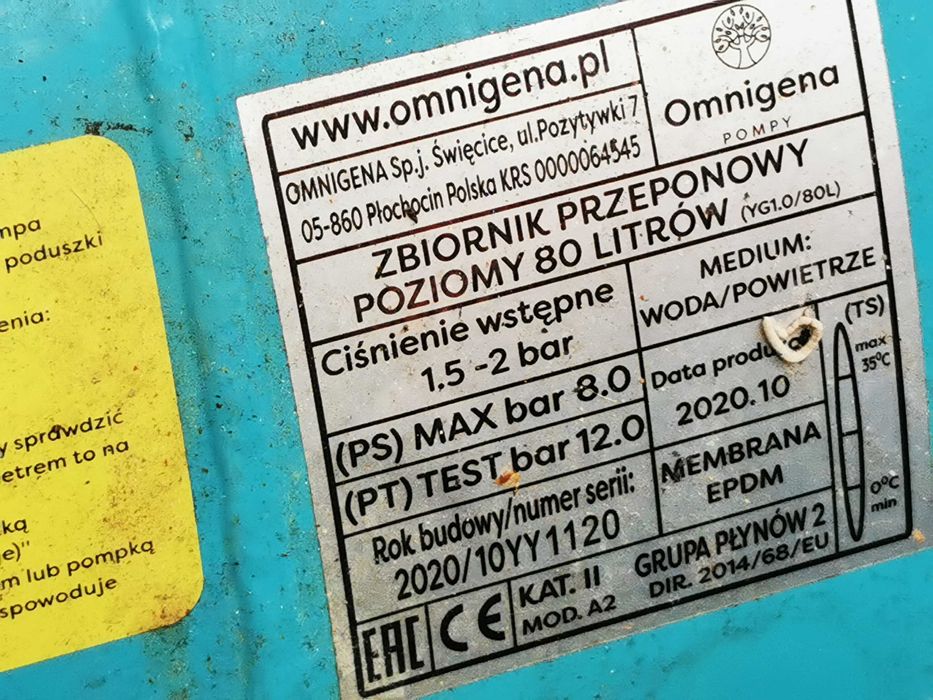 www.omnigena.pl
OMNIGENA Sp.j. Święcice, ul.Pozytywki 7
05-860 Płochocin Polska KRS 0000064545
Omnigena
POMPY
ZBIORNIK PRZEPONOWY
POZIOMY 80 LITRÓW (YG1.0/80L)
Ciśnienie wstępne
1.5 -2 bar
MEDIUM:
WODA/POWIETRZE
(PS) MAX bar 8.0
(PT) TEST bar 12.0
Data
2020.10
(TS)
max
35°C
0°C
min
MEMBRANA
EPDM
Rok budowy/numer serii:
2020/10YY1120
GRUPA PŁYNÓW 2
DIR. 2014/68/EU
EAC CE
KAT. II
MOD. A2
poduszki
sprawdzić
to na
lub pompką
spowoduje